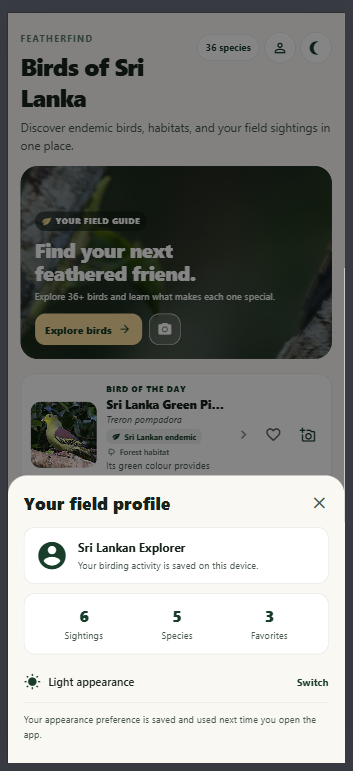 FEATHERFIND
36 species
Birds of Sri
Lanka
Discover endemic birds, habitats, and your field sightings in
one place.
YOUR FIELD GUIDE
Find your next
feathered friend.
Explore 36+ birds and learn what makes each one special.
Explore birds
BIRD OF THE DAY
Sri Lanka Green Pi...
Treron pompadora
Sri Lankan endemic
Forest habitat
Its green colour provides
Your field profile
Sri Lankan Explorer
Your birding activity is saved on this device.
6 5 3
Sightings Species Favorites
Light appearance Switch
Your appearance preference is saved and used next time you open the
app.